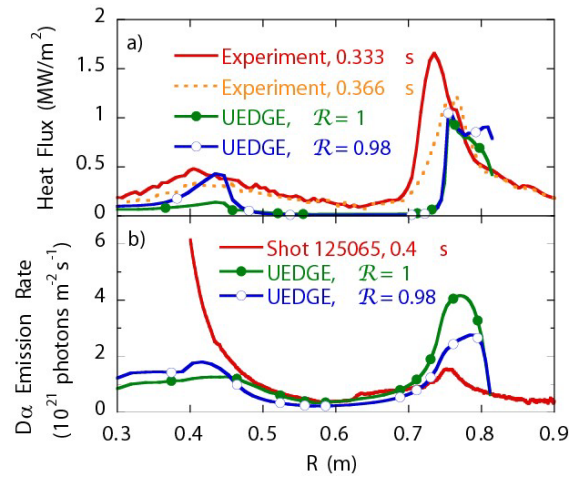 a)
Experiment, 0.333 s
Experiment, 0.366 s
UEDGE, ℛ = 1
UEDGE, ℛ = 0.98
Heat Flux (MW/m²)
2
1.5
1
0.5
0
b)
Shot 125065, 0.4 s
UEDGE, ℛ = 1
UEDGE, ℛ = 0.98
Dα Emission Rate
(10²¹ photons m⁻² s⁻¹)
6
4
2
0
0.3 0.4 0.5 0.6 0.7 0.8 0.9
R (m)